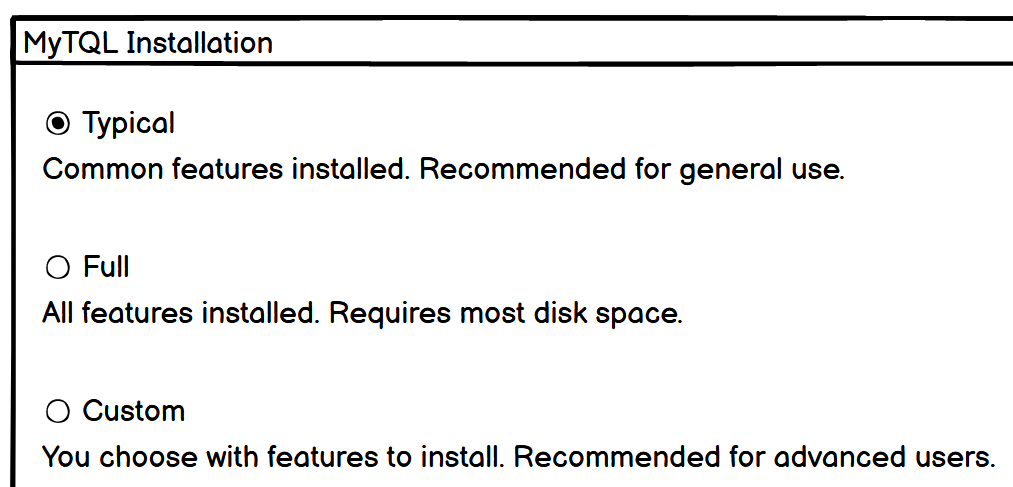 MyTQL Installation
Typical
Common features installed. Recommended for general use.
Full
All features installed. Requires most disk space.
Custom
You choose with features to install. Recommended for advanced users.